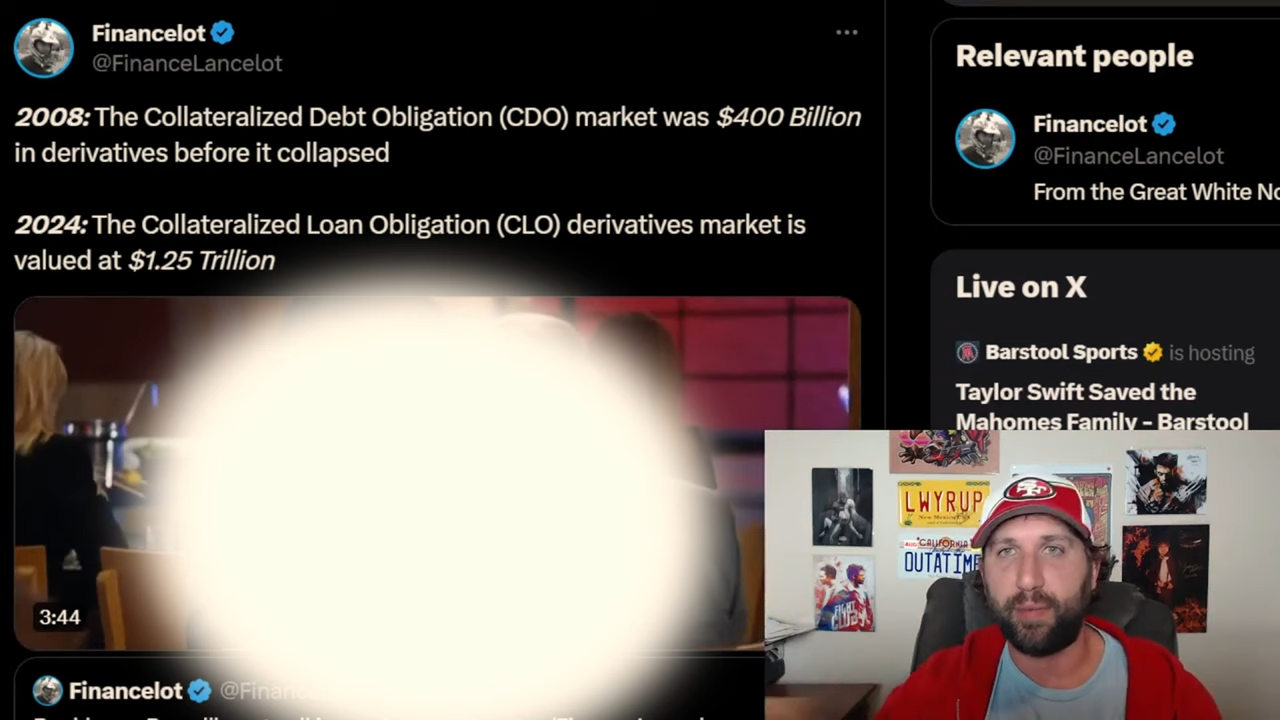 Financelot
@FinanceLancelot
2008: The Collateralized Debt Obligation (CDO) market was $400 Billion
in derivatives before it collapsed
2024: The Collateralized Loan Obligation (CLO) derivatives market is
valued at $1.25 Trillion
3:44
Financelot
Relevant people
Financelot
@FinanceLancelot
From the Great White
Live on X
Barstool Sports is hosting
Taylor Swift Saved the
Mahomes Family - Barstool
LWYRUP
CALIFORNIA
OUTATIME
FIGHT
CLUB